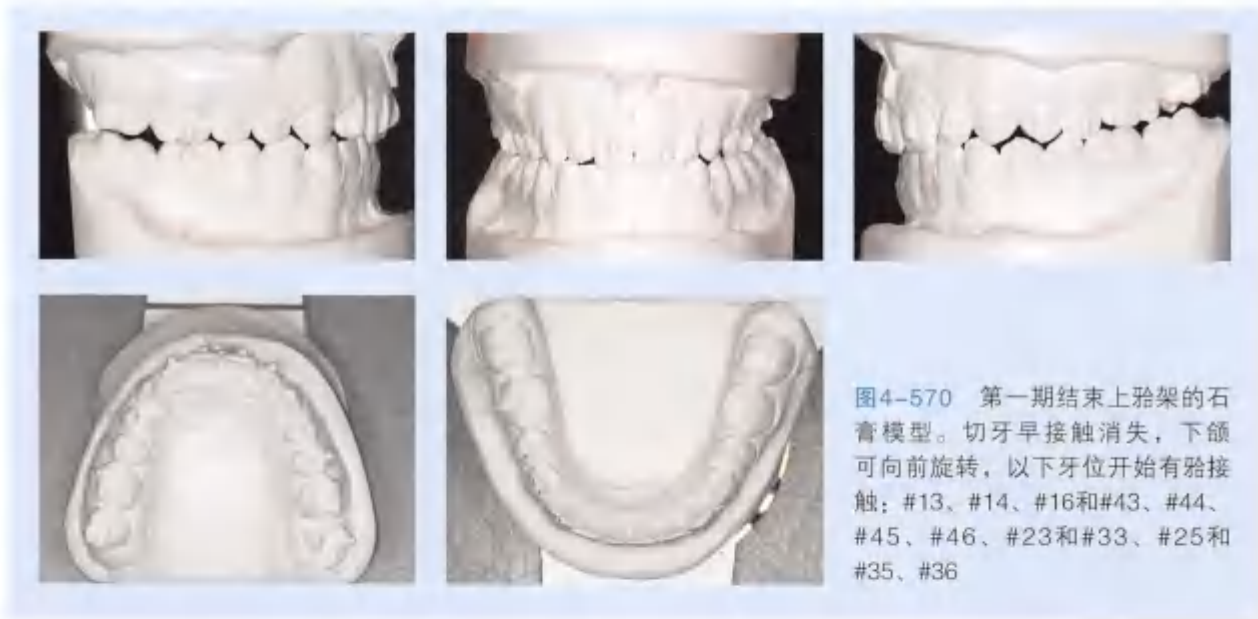 图4-570 第一期结束上𬌗架的石
膏模型。切牙早接触消失，下颌
可向前旋转，以下牙位开始有𬌗接
触：#13、#14、#16和#43、#44、
#45、#46、#23和#33、#25和
#35、#36